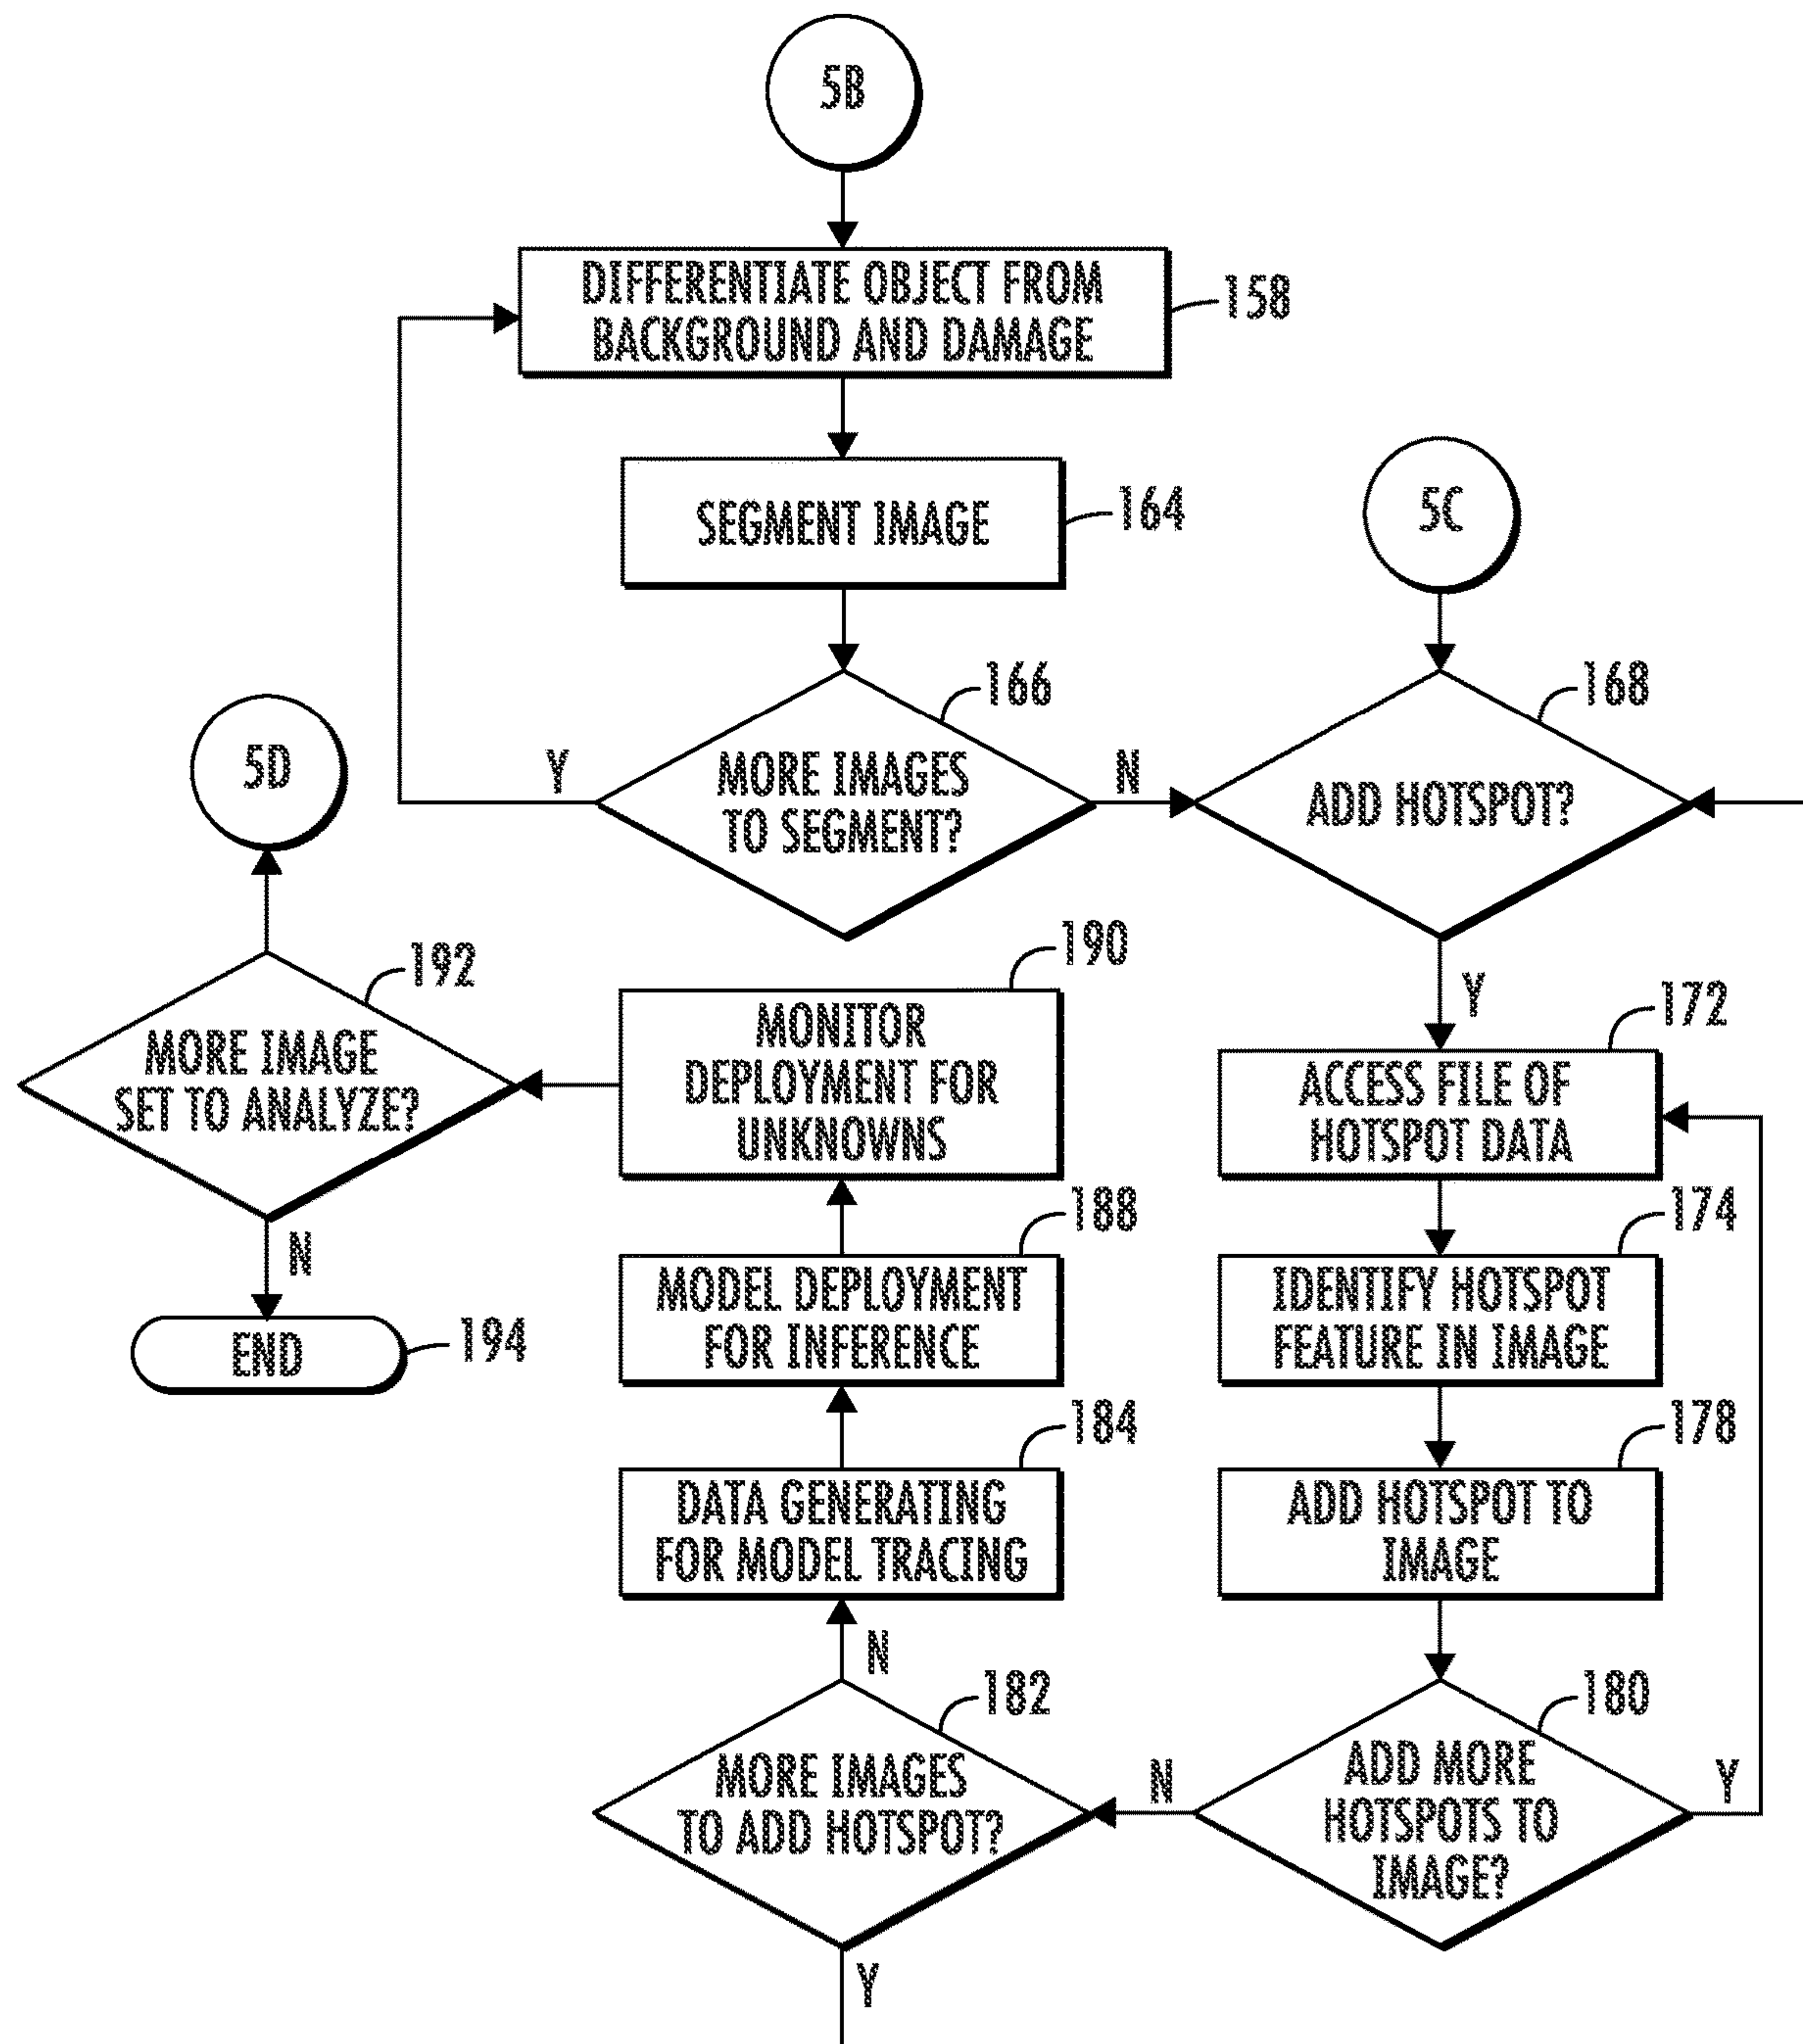 5B
DIFFERENTIATE OBJECT FROM
BACKGROUND AND DAMAGE
158
SEGMENT IMAGE
164
5C
166
MORE IMAGES
TO SEGMENT?
Y
N
168
ADD HOTSPOT?
Y
5D
192
MORE IMAGE
SET TO ANALYZE?
N
END
194
190
MONITOR
DEPLOYMENT FOR
UNKNOWNS
172
ACCESS FILE OF
HOTSPOT DATA
188
MODEL DEPLOYMENT
FOR INFERENCE
174
IDENTIFY HOTSPOT
FEATURE IN IMAGE
184
DATA GENERATING
FOR MODEL TRACING
178
ADD HOTSPOT TO
IMAGE
N
182
MORE IMAGES
TO ADD HOTSPOT?
N
180
ADD MORE
HOTSPOTS TO
IMAGE?
Y
Y